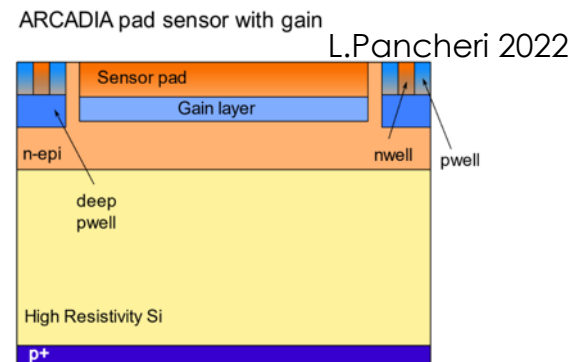 ARCADIA pad sensor with gain
L.Pancheri 2022
Sensor pad
Gain layer
n-epi
nwell
pwell
deep
pwell
High Resistivity Si
p+